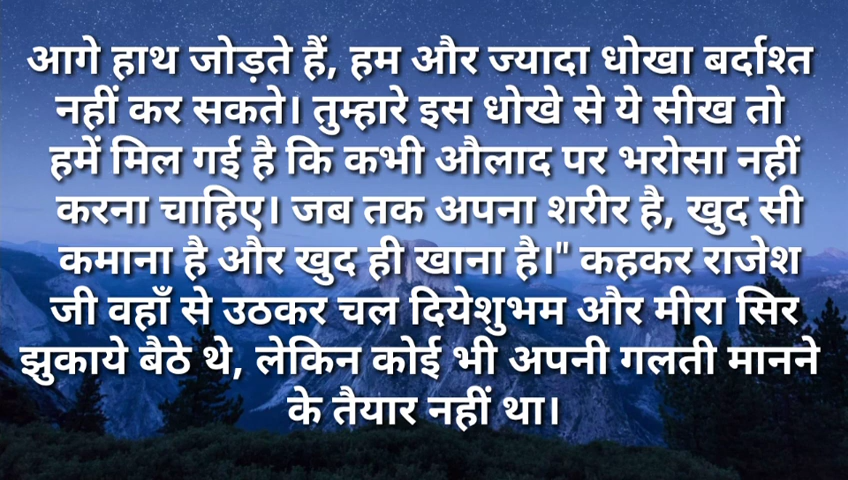 आगे हाथ जोड़ते हैं, हम और ज्यादा धोखा बर्दाश्त
नहीं कर सकते। तुम्हारे इस धोखे से ये सीख तो
हमें मिल गई है कि कभी औलाद पर भरोसा नहीं
करना चाहिए। जब तक अपना शरीर है, खुद सी
कमाना है और खुद ही खाना है।" कहकर राजेश
जी वहाँ से उठकर चल दियेशुभम और मीरा सिर
झुकाये बैठे थे, लेकिन कोई भी अपनी गलती मानने
के तैयार नहीं था।